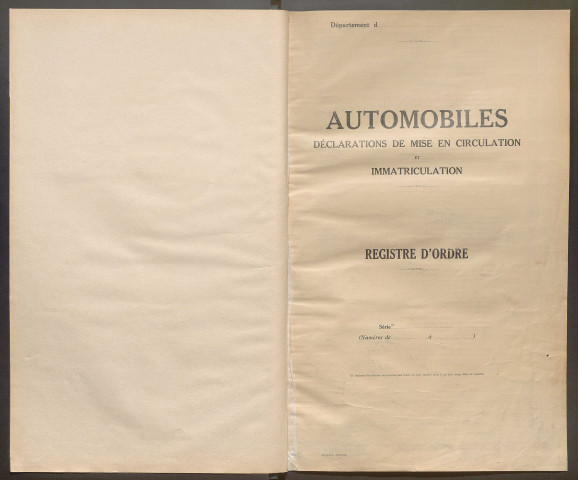 Département d
AUTOMOBILES
DÉCLARATIONS DE MISE EN CIRCULATION
ET
IMMATRICULATION
REGISTRE D'ORDRE
Série
(Numéros de à )